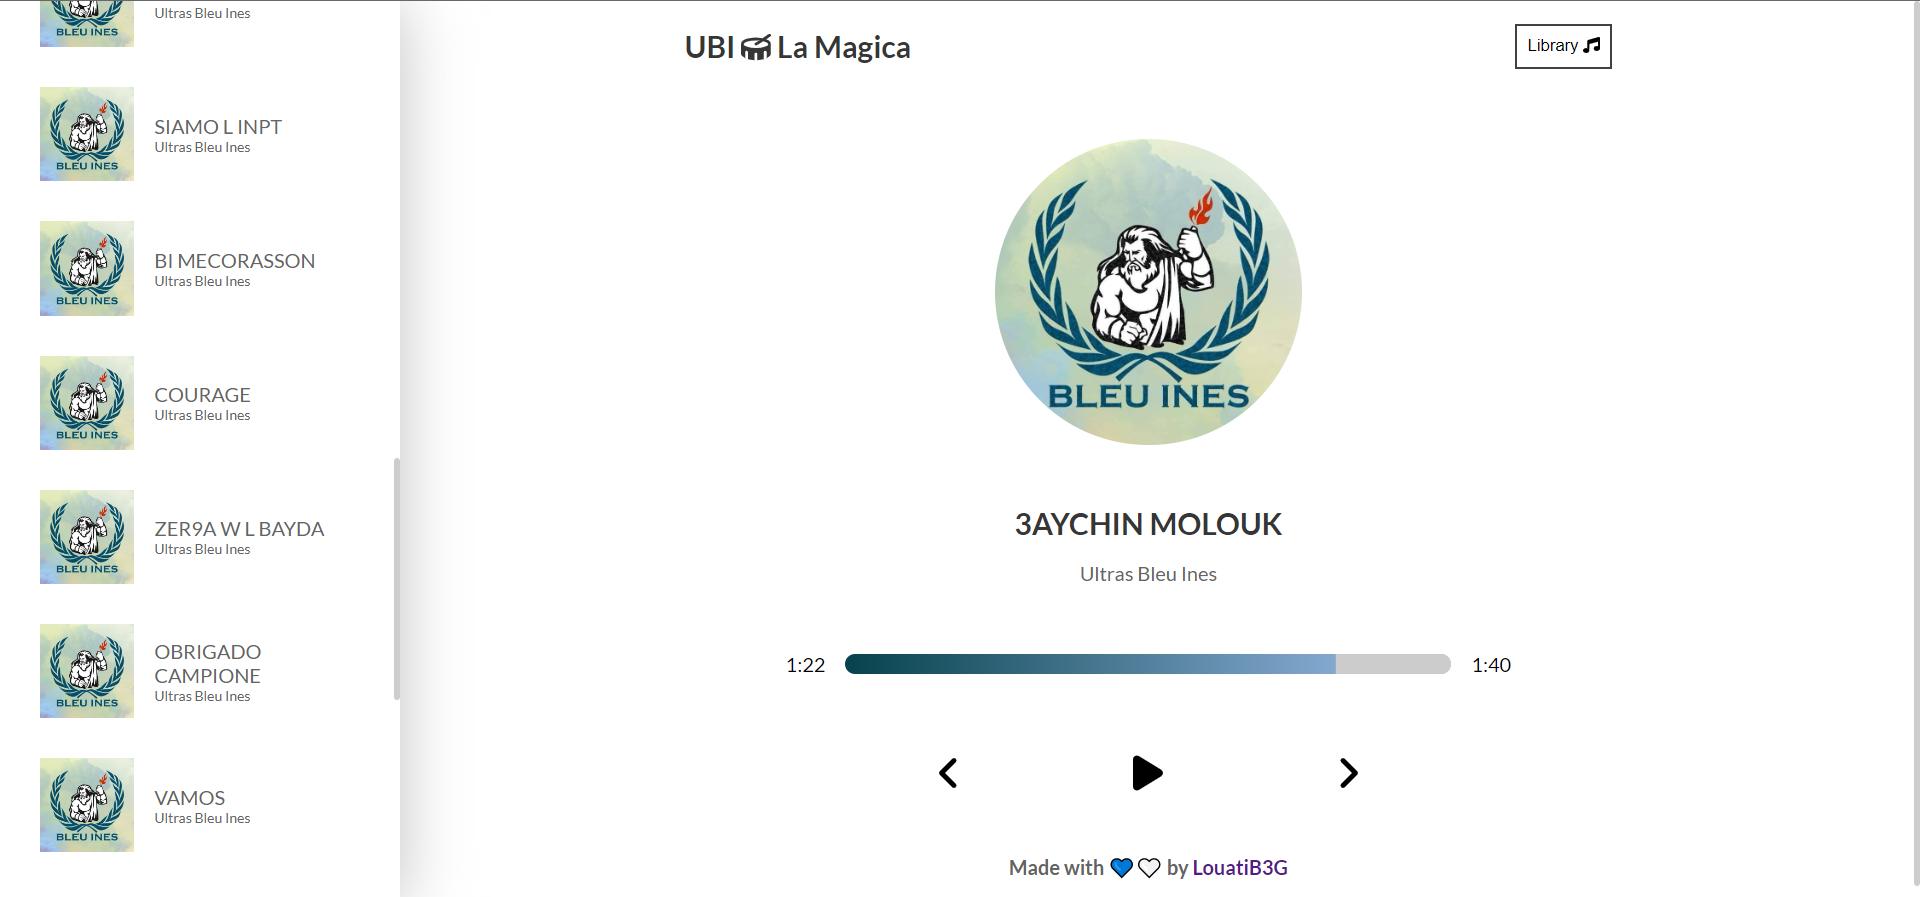 BLEU INES
Ultras Bleu Ines
BLEU INES
SIAMO L INPT
Ultras Bleu Ines
BLEU INES
BI MECORASSON
Ultras Bleu Ines
BLEU INES
COURAGE
Ultras Bleu Ines
BLEU INES
ZER9A W L BAYDA
Ultras Bleu Ines
BLEU INES
OBRIGADO
CAMPIONE
Ultras Bleu Ines
BLEU INES
VAMOS
Ultras Bleu Ines
UBI La Magica
Library
BLEU INES
3AYCHIN MOLOUK
Ultras Bleu Ines
1:22
1:40
Made with 💙🤍 by LouatiB3G